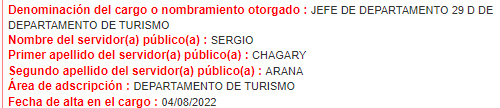 Denominación del cargo o nombramiento otorgado : JEFE DE DEPARTAMENTO 29 D DE
DEPARTAMENTO DE TURISMO
Nombre del servidor(a) público(a) : SERGIO
Primer apellido del servidor(a) público(a) : CHAGARY
Segundo apellido del servidor(a) público(a) : ARANA
Área de adscripción : DEPARTAMENTO DE TURISMO
Fecha de alta en el cargo : 04/08/2022